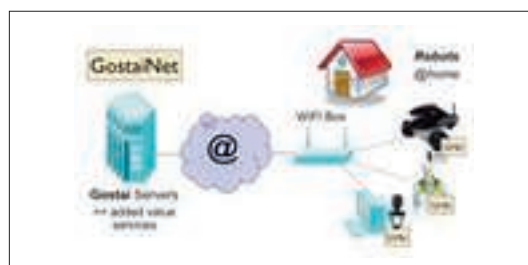 GostaiNet
Robots
@home
WIFI Box
@
Gostai Servers
++ added value
services